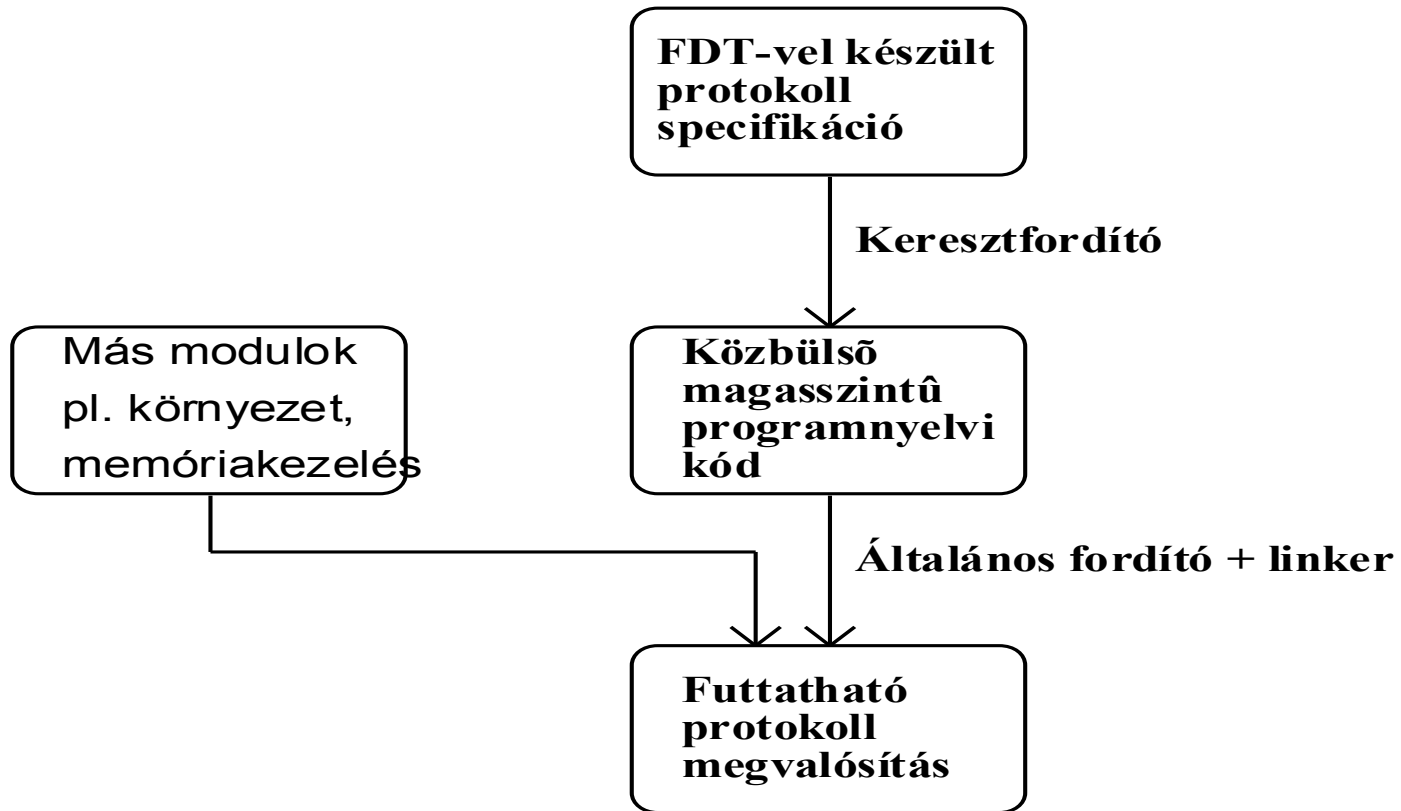 FDT-vel készült
protokoll
specifikáció
Keresztfordító
Más modulok
pl. környezet,
memóriakezelés
Közbülsõ
magasszintû
programnyelvi
kód
Általános fordító + linker
Futtatható
protokoll
megvalósítás